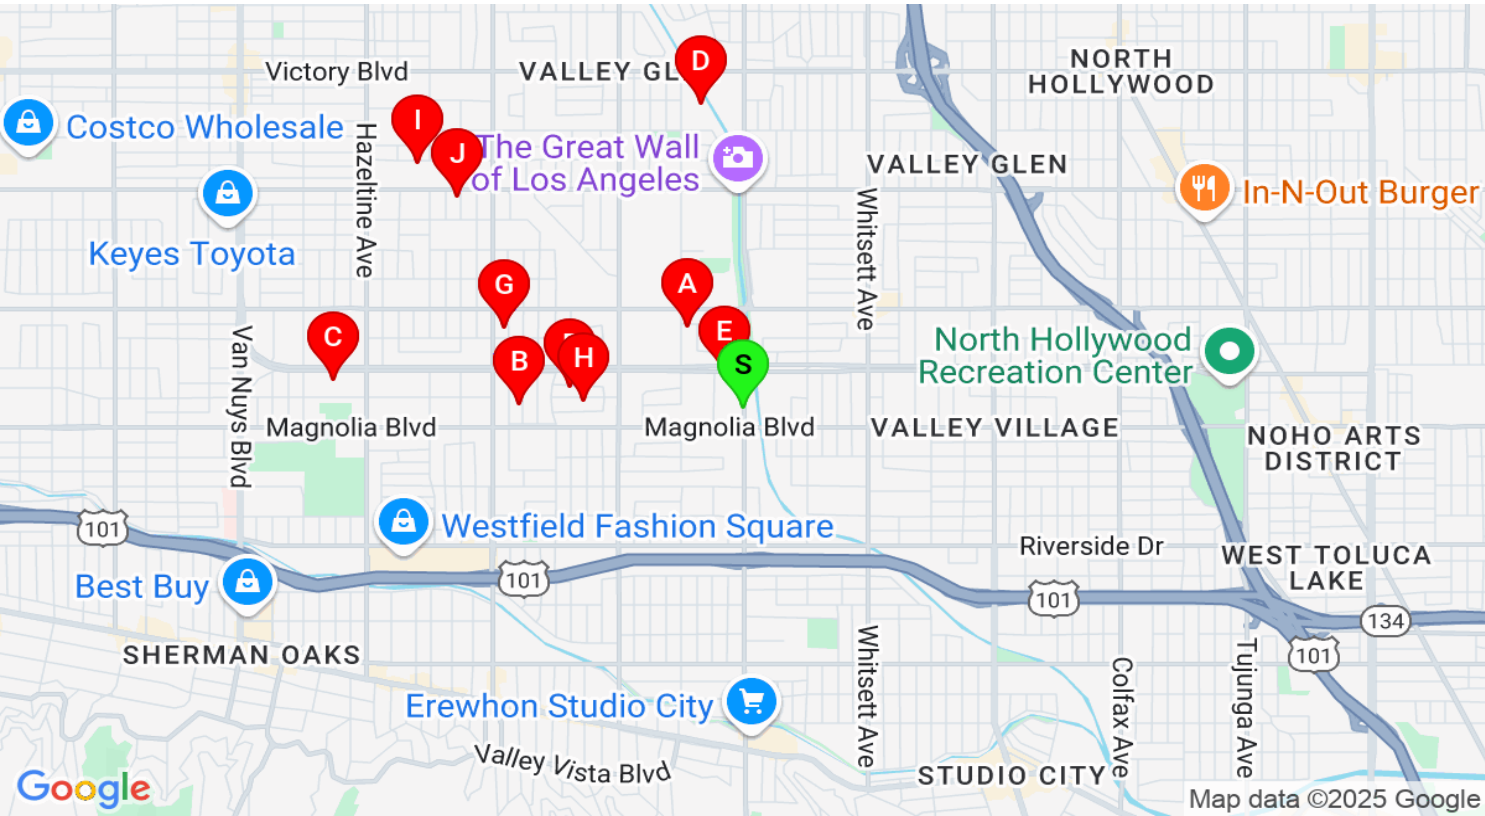 Victory Blvd
VALLEY GL
D
NORTH
HOLLYWOOD
Costco Wholesale
I
J
Hazeltine Ave
The Great Wall
of Los Angeles
VALLEY GLEN
In-N-Out Burger
Keyes Toyota
Whitsett Ave
G
A
C
B
H
E
S
Van Nuys Blvd
North Hollywood
Recreation Center
Magnolia Blvd
Magnolia Blvd
VALLEY VILLAGE
NOHO ARTS
DISTRICT
101
Westfield Fashion Square
Best Buy
101
Riverside Dr
WEST TOLUCA
LAKE
101
134
101
SHERMAN OAKS
Whitsett Ave
Colfax Ave
Tujunga Ave
Erewhon Studio City
Valley Vista Blvd
STUDIO CITY
Google
Map data ©2025 Google